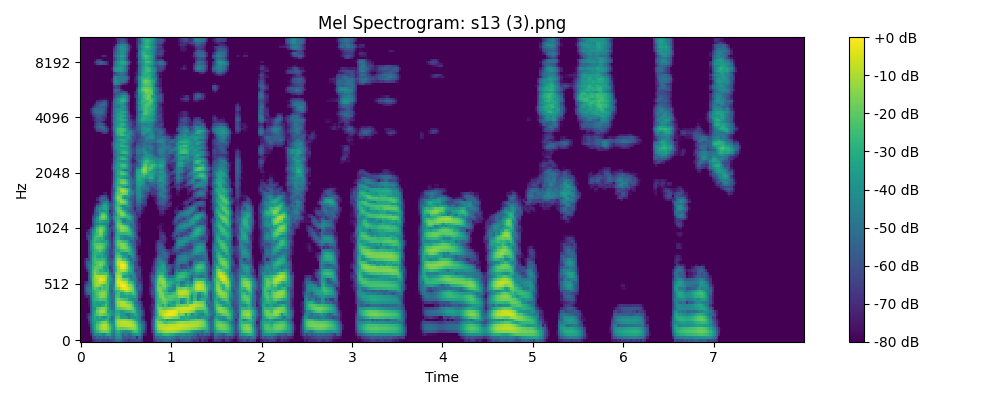 Mel Spectrogram: s13 (3).png
8192
4096
2048
1024
512
0
Hz
0 1 2 3 4 5 6 7
Time
+0 dB
-10 dB
-20 dB
-30 dB
-40 dB
-50 dB
-60 dB
-70 dB
-80 dB